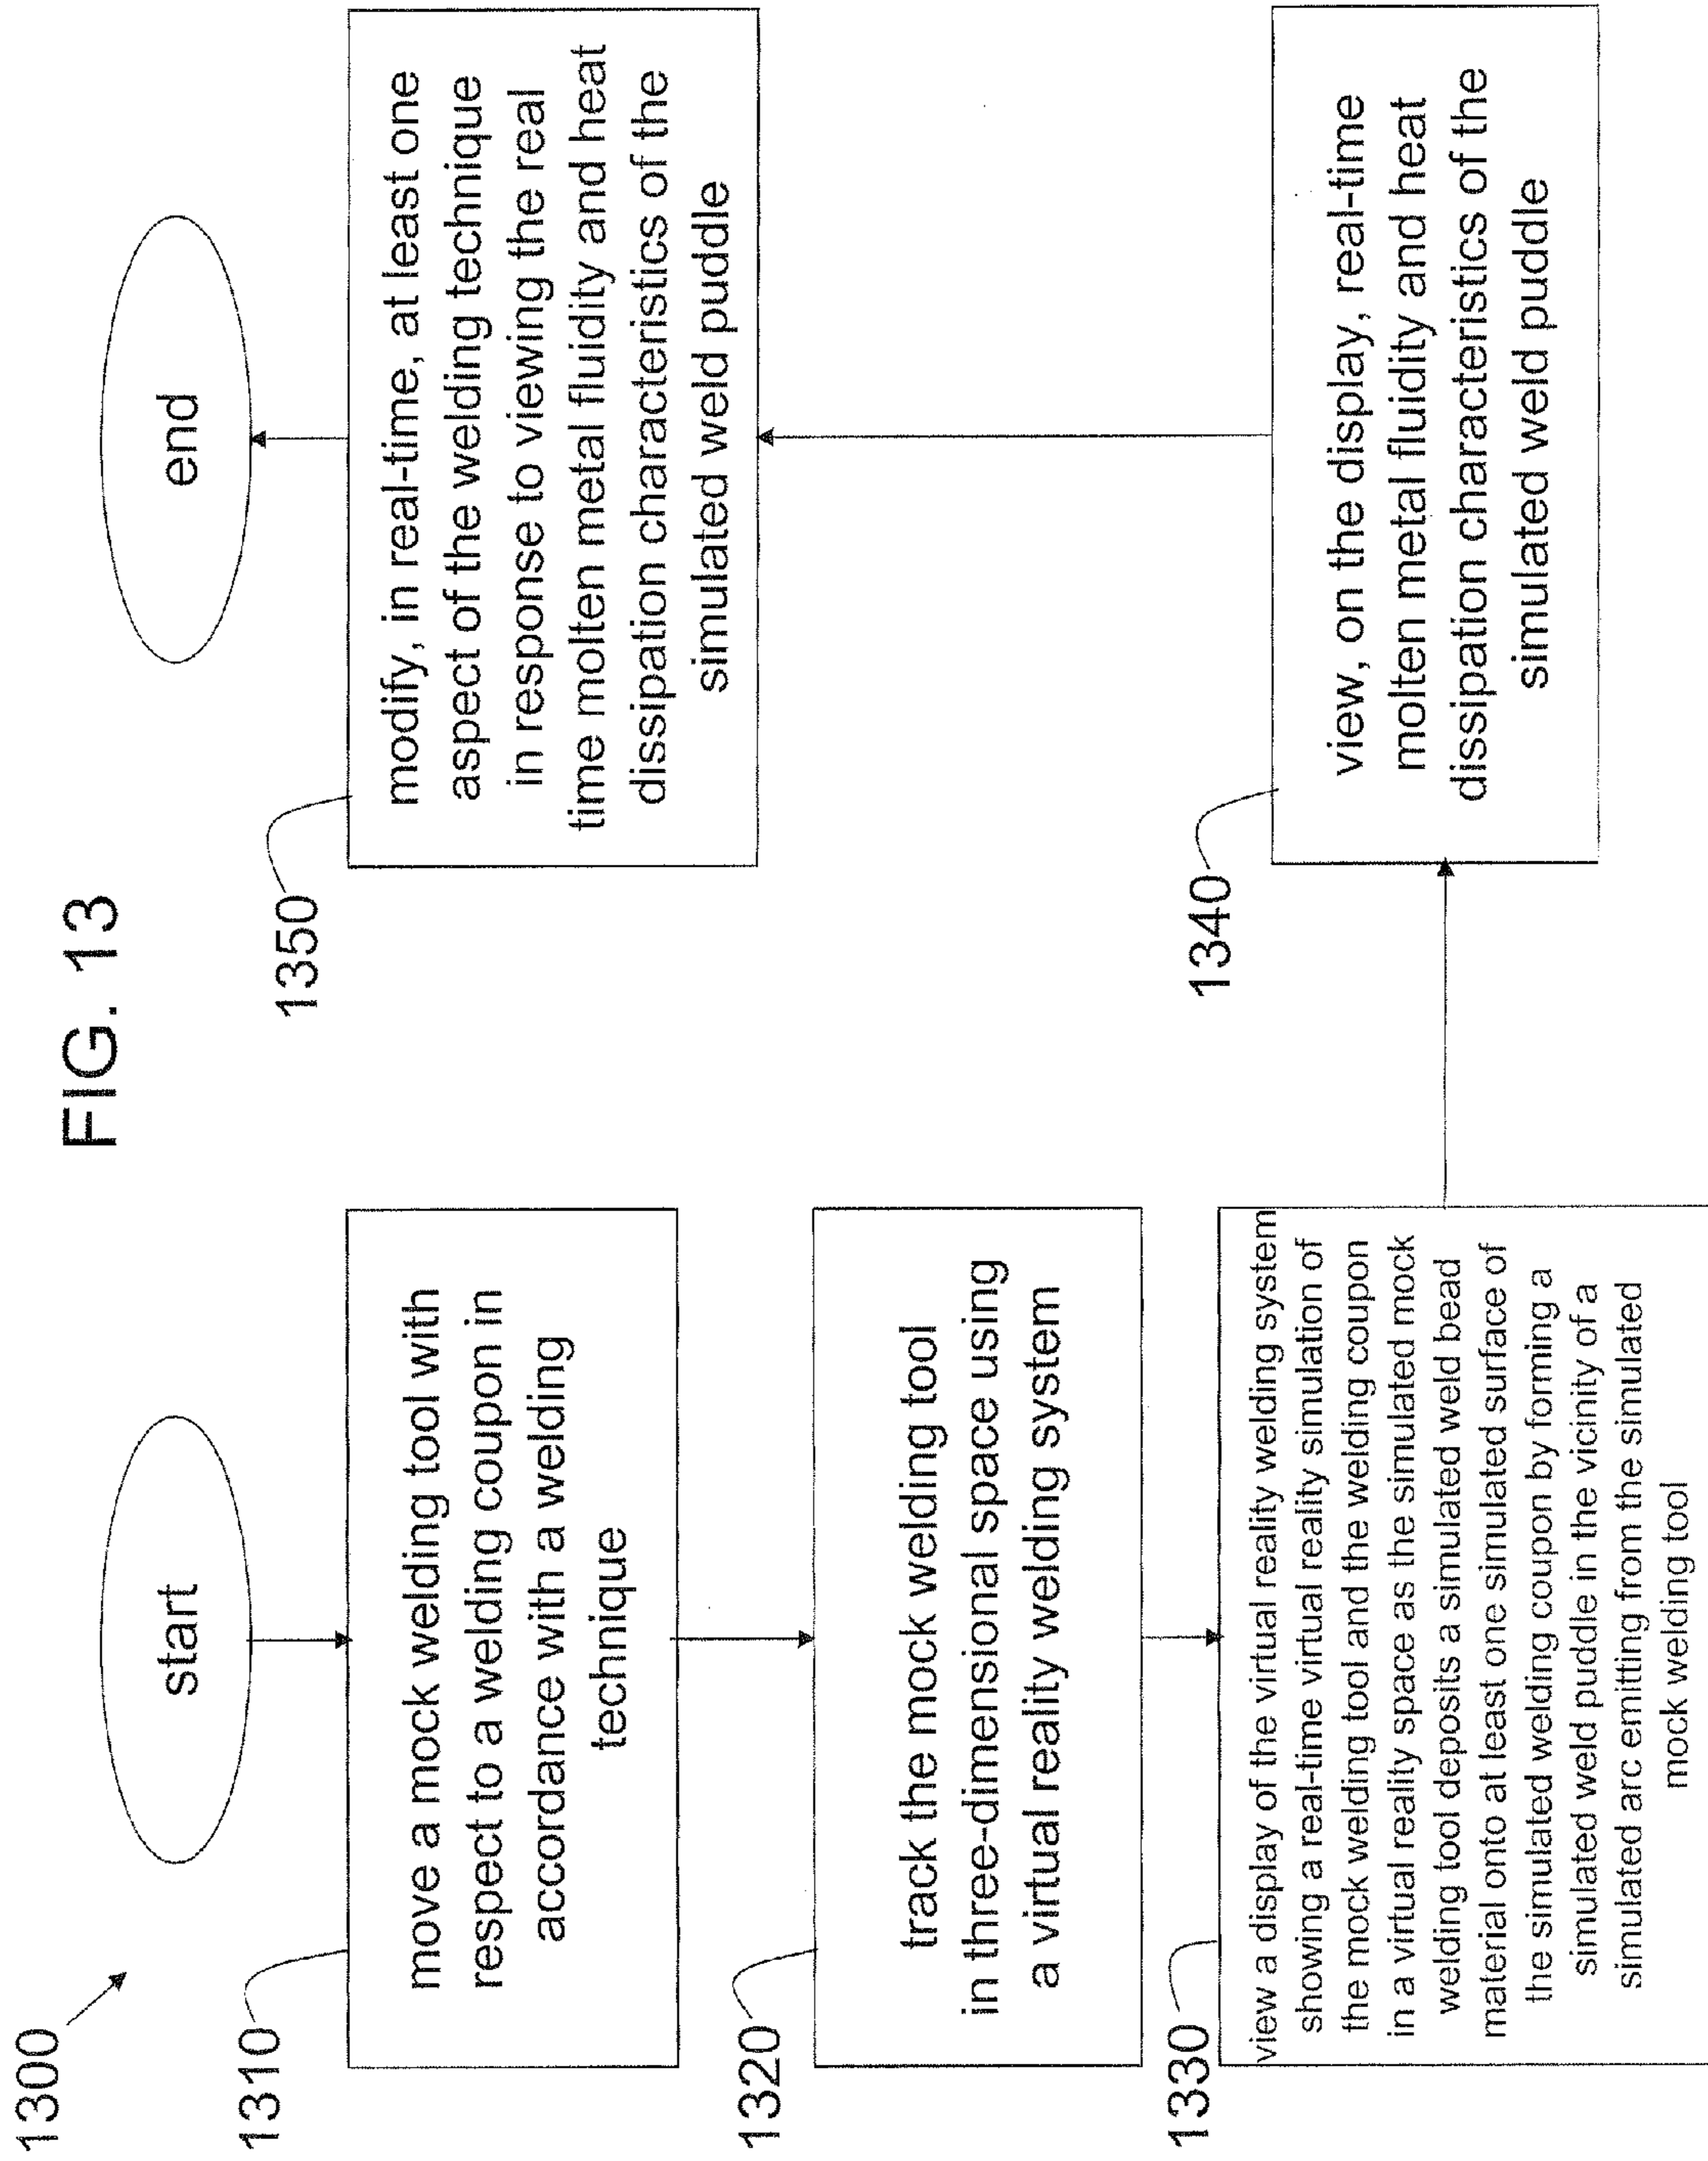 FIG. 13
1300
start
1310
move a mock welding tool with
respect to a welding coupon in
accordance with a welding
technique
1320
track the mock welding tool
in three-dimensional space using
a virtual reality welding system
1330
view a display of the virtual reality welding system
showing a real-time virtual reality simulation of
the mock welding tool and the welding coupon
in a virtual reality space as the simulated mock
welding tool deposits a simulated weld bead
material onto at least one simulated surface of
the simulated welding coupon by forming a
simulated weld puddle in the vicinity of a
simulated arc emitting from the simulated
mock welding tool
1340
view, on the display, real-time
molten metal fluidity and heat
dissipation characteristics of the
simulated weld puddle
1350
modify, in real-time, at least one
aspect of the welding technique
in response to viewing the real
time molten metal fluidity and heat
dissipation characteristics of the
simulated weld puddle
end